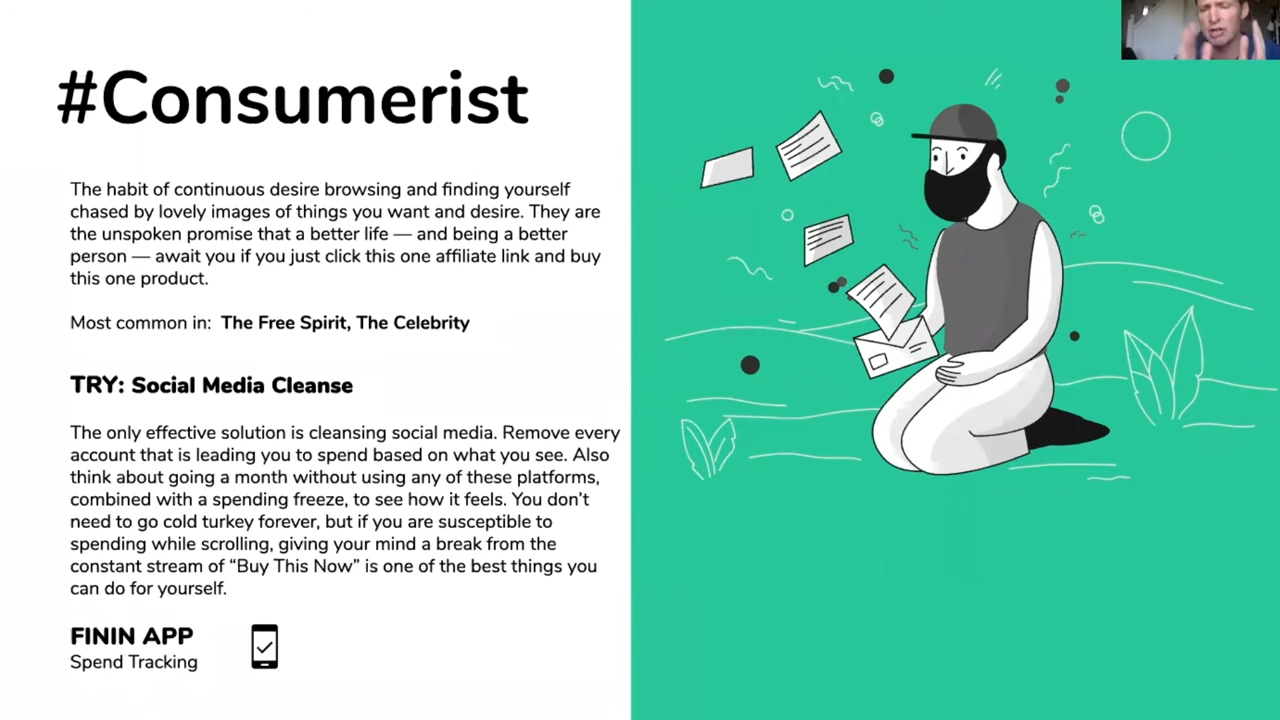 #Consumerist
The habit of continuous desire browsing and finding yourself
chased by lovely images of things you want and desire. They are
the unspoken promise that a better life — and being a better
person — await you if you just click this one affiliate link and buy
this one product.
Most common in:  The Free Spirit, The Celebrity
TRY: Social Media Cleanse
The only effective solution is cleansing social media. Remove every
account that is leading you to spend based on what you see. Also
think about going a month without using any of these platforms,
combined with a spending freeze, to see how it feels. You don’t
need to go cold turkey forever, but if you are susceptible to
spending while scrolling, giving your mind a break from the
constant stream of “Buy This Now” is one of the best things you
can do for yourself.
FININ APP
Spend Tracking